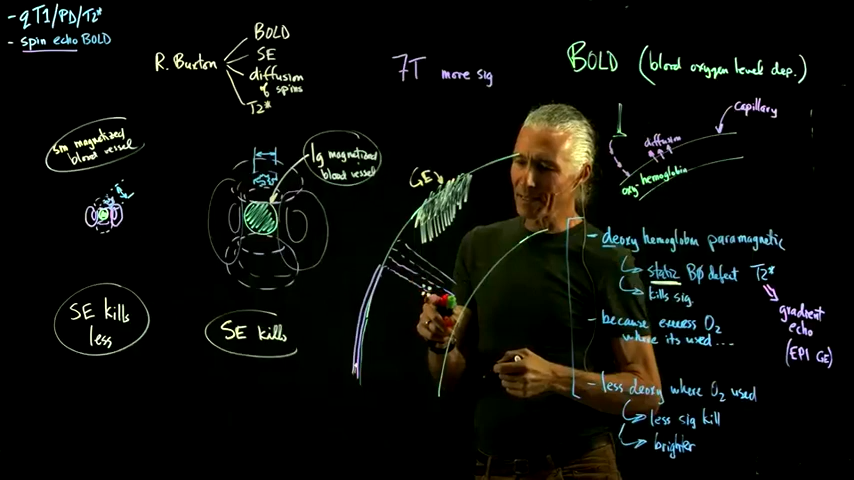 - qT1/PD/T2*
- spin echo BOLD
R. Buxton
BOLD
SE
diffusion
of spins
T2*
7T more sig
BOLD (blood oxygen level dep.)
sm magnetized
blood vessel
lg magnetized
blood vessel
SE kills
less
SE kills
GE
capillary
diffusion
oxy-hemoglobin
- deoxy hemoglobin paramagnetic
static BØ defect T2*
kills sig.
gradient
echo
(EPI GE)
- because excess O2
where its used...
- less deoxy where O2 used
less sig kill
brighter